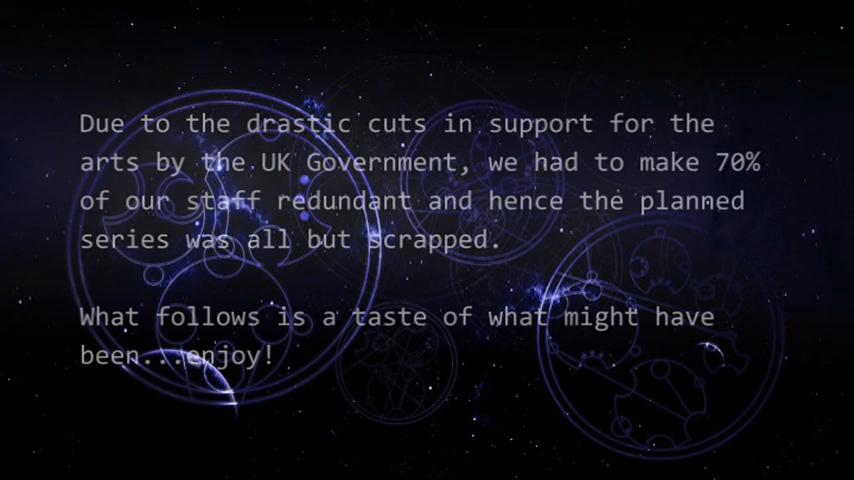 Due to the drastic cuts in support for the
arts by the UK Government, we had to make 70%
of our staff redundant and hence the planned
series was all but scrapped.
What follows is a taste of what might have
been...enjoy!